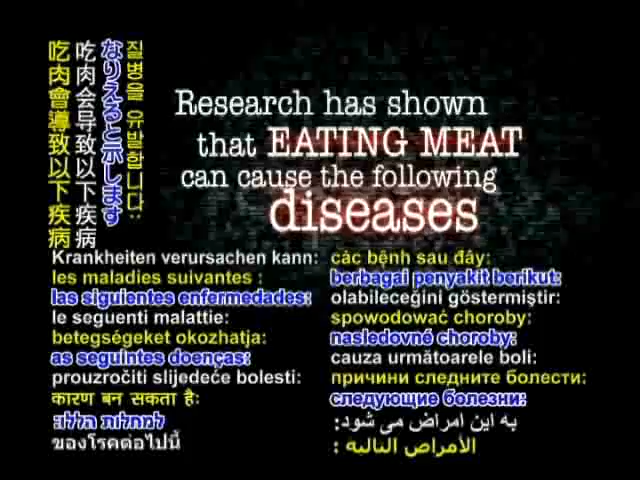 吃肉會導致以下疾病
吃肉会导致以下疾病
なりえると示します
질병을 유발합니다:
Research has shown
that EATING MEAT
can cause the following
diseases
Krankheiten verursachen kann:
les maladies suivantes :
las siguientes enfermedades:
le seguenti malattie:
betegségeket okozhatja:
as seguintes doenças:
prouzročiti slijedeće bolesti:
कारण बन सकता है:
למחלות הללו:
ของโรคต่อไปนี้
các bệnh sau đây:
berbagai penyakit berikut:
olabileceğini göstermiştir:
spowodować choroby:
nasledovné choroby:
cauza următoarele boli:
причини следните болести:
следующие болезни:
به این امراض می شود:
الأمراض التالية :